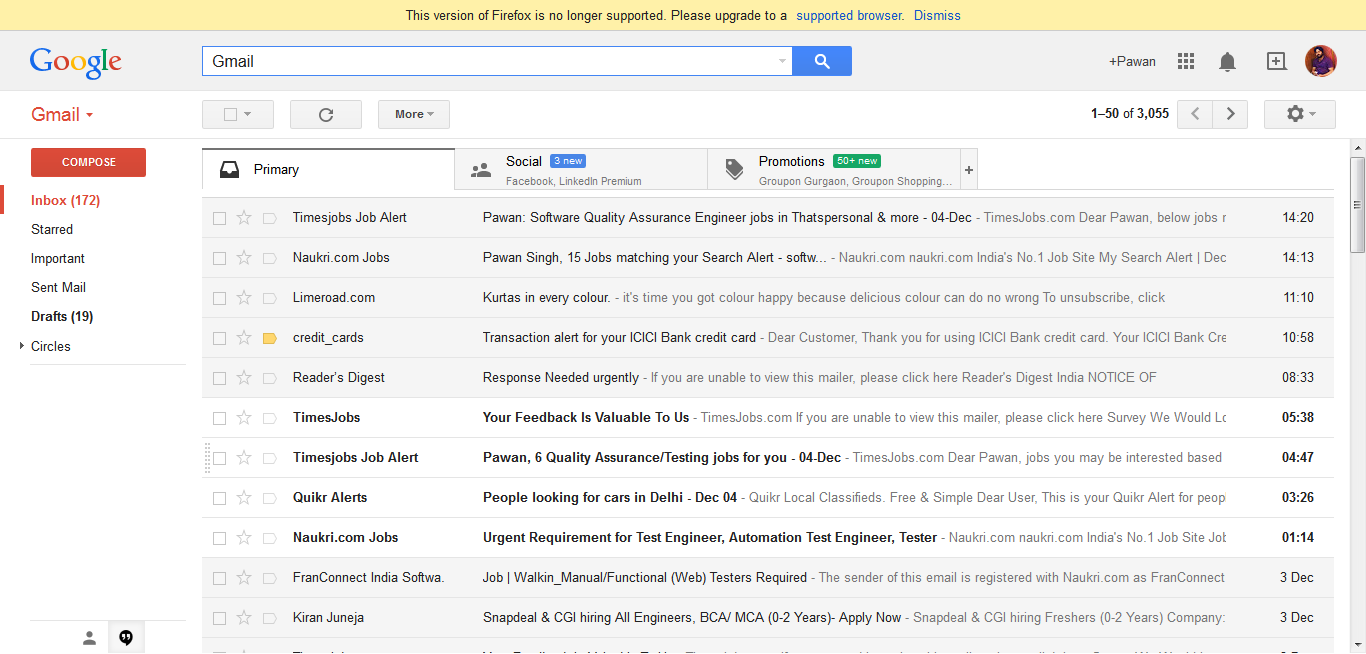 This version of Firefox is no longer supported. Please upgrade to a supported browser. Dismiss
Google
Gmail
+Pawan
Gmail
More
1–50 of 3,055
COMPOSE
Inbox (172)
Starred
Important
Sent Mail
Drafts (19)
Circles
Primary
Social 3 new
Facebook, LinkedIn Premium
Promotions 50+ new
Groupon Gurgaon, Groupon Shopping...
+
Timesjobs Job Alert Pawan: Software Quality Assurance Engineer jobs in Thatspersonal & more - 04-Dec - TimesJobs.com Dear Pawan, below jobs 14:20
Naukri.com Jobs Pawan Singh, 15 Jobs matching your Search Alert - softw... - Naukri.com naukri.com India's No.1 Job Site My Search Alert | Dec 14:13
Limeroad.com Kurtas in every colour. - it's time you got colour happy because delicious colour can do no wrong To unsubscribe, click 11:10
credit_cards Transaction alert for your ICICI Bank credit card - Dear Customer, Thank you for using ICICI Bank credit card. Your ICICI Bank Cre 10:58
Reader's Digest Response Needed urgently - If you are unable to view this mailer, please click here Reader's Digest India NOTICE OF 08:33
TimesJobs Your Feedback Is Valuable To Us - TimesJobs.com If you are unable to view this mailer, please click here Survey We Would Lo 05:38
Timesjobs Job Alert Pawan, 6 Quality Assurance/Testing jobs for you - 04-Dec - TimesJobs.com Dear Pawan, jobs you may be interested based 04:47
Quikr Alerts People looking for cars in Delhi - Dec 04 - Quikr Local Classifieds. Free & Simple Dear User, This is your Quikr Alert for peop 03:26
Naukri.com Jobs Urgent Requirement for Test Engineer, Automation Test Engineer, Tester - Naukri.com naukri.com India's No.1 Job Site Job 01:14
FranConnect India Softwa. Job | Walkin_Manual/Functional (Web) Testers Required - The sender of this email is registered with Naukri.com as FranConnect 3 Dec
Kiran Juneja Snapdeal & CGI hiring All Engineers, BCA/ MCA (0-2 Years)- Apply Now - Snapdeal & CGI hiring Freshers (0-2 Years) Company: 3 Dec